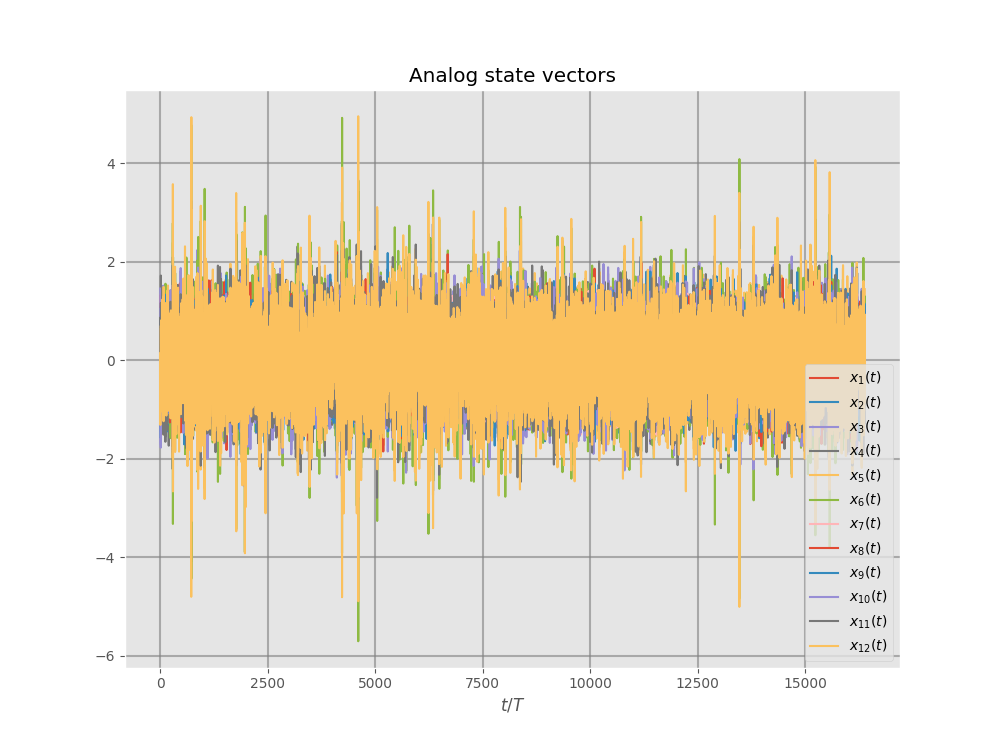 Analog state vectors
4
2
0
−2
−4
−6
0 2500 5000 7500 10000 12500 15000
t/T
x₁(t)
x₂(t)
x₃(t)
x₄(t)
x₅(t)
x₆(t)
x₇(t)
x₈(t)
x₉(t)
x₁₀(t)
x₁₁(t)
x₁₂(t)